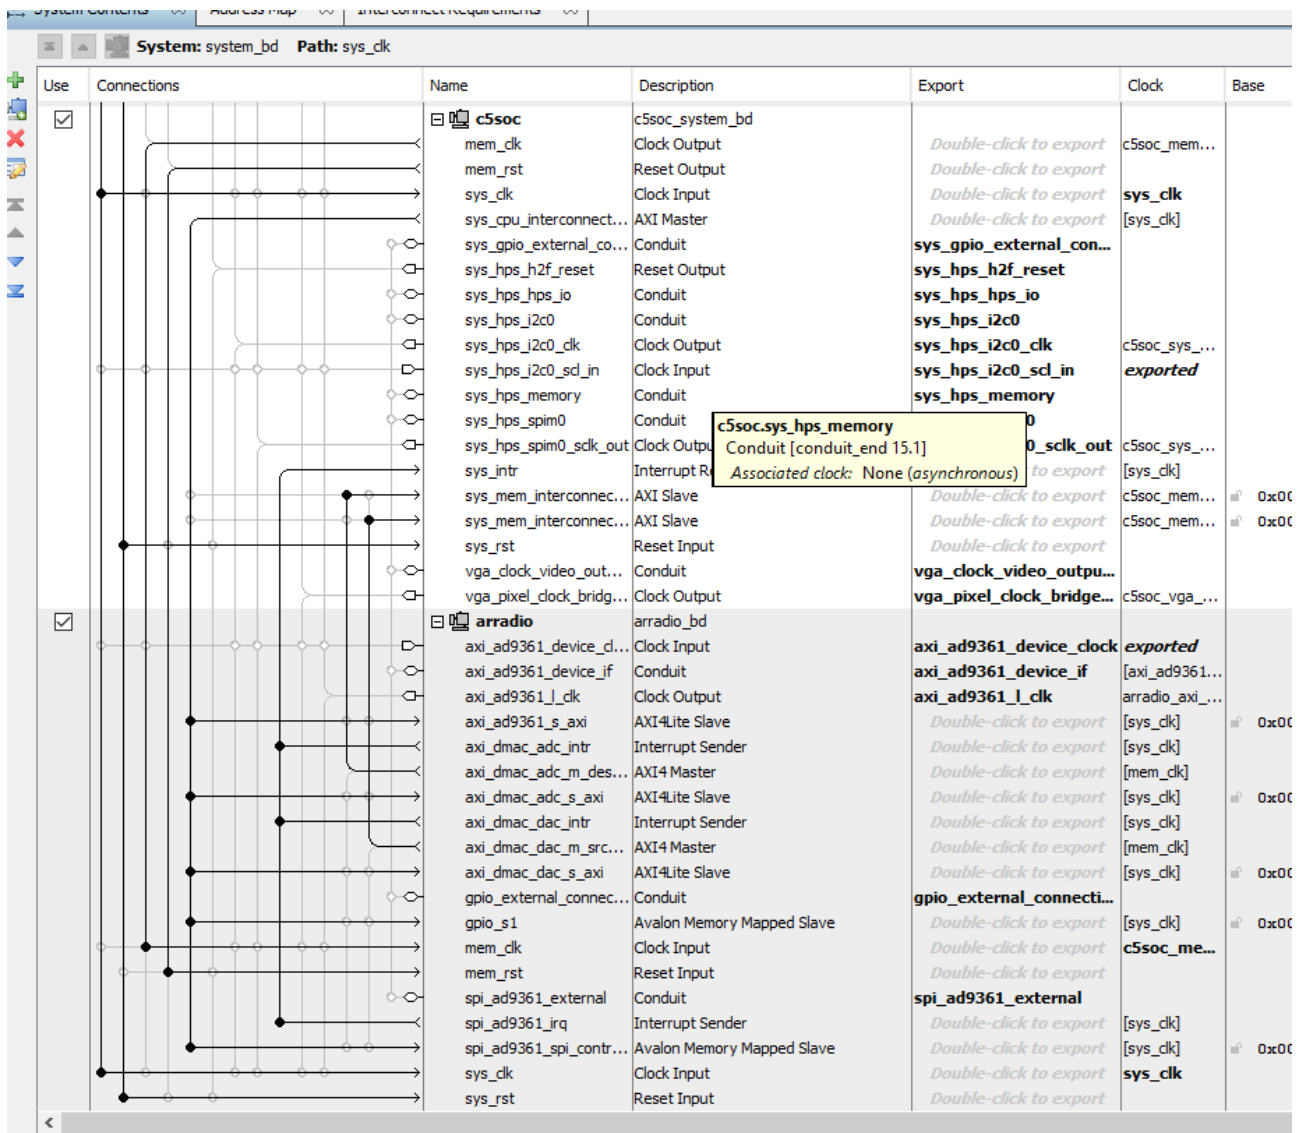 System Contents Address Map Interconnect Requirements
System: system_bd Path: sys_clk
Use Connections Name Description Export Clock Base
c5soc c5soc_system_bd
mem_clk Clock Output Double-click to export c5soc_mem...
mem_rst Reset Output Double-click to export
sys_clk Clock Input Double-click to export sys_clk
sys_cpu_interconnect... AXI Master Double-click to export [sys_clk]
sys_gpio_external_co... Conduit sys_gpio_external_con...
sys_hps_h2f_reset Reset Output sys_hps_h2f_reset
sys_hps_hps_io Conduit sys_hps_hps_io
sys_hps_i2c0 Conduit sys_hps_i2c0
sys_hps_i2c0_clk Clock Output sys_hps_i2c0_clk c5soc_sys_...
sys_hps_i2c0_scl_in Clock Input sys_hps_i2c0_scl_in exported
sys_hps_memory Conduit sys_hps_memory
sys_hps_spim0 Conduit 0
sys_hps_spim0_sclk_out Clock Outpu 0_sclk_out c5soc_sys_...
sys_intr Interrupt R to export [sys_clk]
c5soc.sys_hps_memory
Conduit [conduit_end 15.1]
Associated clock: None (asynchronous)
sys_mem_interconnec... AXI Slave Double-click to export c5soc_mem... 0x00
sys_mem_interconnec... AXI Slave Double-click to export c5soc_mem... 0x00
sys_rst Reset Input Double-click to export
vga_clock_video_out... Conduit vga_clock_video_outpu...
vga_pixel_clock_bridg... Clock Output vga_pixel_clock_bridge... c5soc_vga_...
arradio arradio_bd
axi_ad9361_device_cl... Clock Input axi_ad9361_device_clock exported
axi_ad9361_device_if Conduit axi_ad9361_device_if [axi_ad9361...
axi_ad9361_l_clk Clock Output axi_ad9361_l_clk arradio_axi_...
axi_ad9361_s_axi AXI4Lite Slave Double-click to export [sys_clk] 0x00
axi_dmac_adc_intr Interrupt Sender Double-click to export [sys_clk]
axi_dmac_adc_m_des... AXI4 Master Double-click to export [mem_clk]
axi_dmac_adc_s_axi AXI4Lite Slave Double-click to export [sys_clk] 0x00
axi_dmac_dac_intr Interrupt Sender Double-click to export [sys_clk]
axi_dmac_dac_m_src... AXI4 Master Double-click to export [mem_clk]
axi_dmac_dac_s_axi AXI4Lite Slave Double-click to export [sys_clk] 0x00
gpio_external_connec... Conduit gpio_external_connecti...
gpio_s1 Avalon Memory Mapped Slave Double-click to export [sys_clk] 0x00
mem_clk Clock Input Double-click to export c5soc_me...
mem_rst Reset Input Double-click to export
spi_ad9361_external Conduit spi_ad9361_external
spi_ad9361_irq Interrupt Sender Double-click to export [sys_clk]
spi_ad9361_spi_contr... Avalon Memory Mapped Slave Double-click to export [sys_clk] 0x00
sys_clk Clock Input Double-click to export sys_clk
sys_rst Reset Input Double-click to export